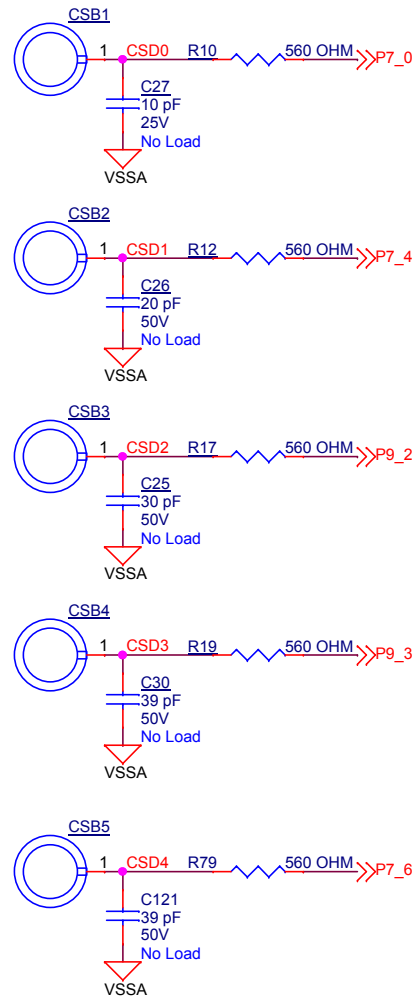 CSB1
1 CSD0 R10 560 OHM P7_0
C27
10 pF
25V
No Load
VSSA
CSB2
1 CSD1 R12 560 OHM P7_4
C26
20 pF
50V
No Load
VSSA
CSB3
1 CSD2 R17 560 OHM P9_2
C25
30 pF
50V
No Load
VSSA
CSB4
1 CSD3 R19 560 OHM P9_3
C30
39 pF
50V
No Load
VSSA
CSB5
1 CSD4 R79 560 OHM P7_6
C121
39 pF
50V
No Load
VSSA